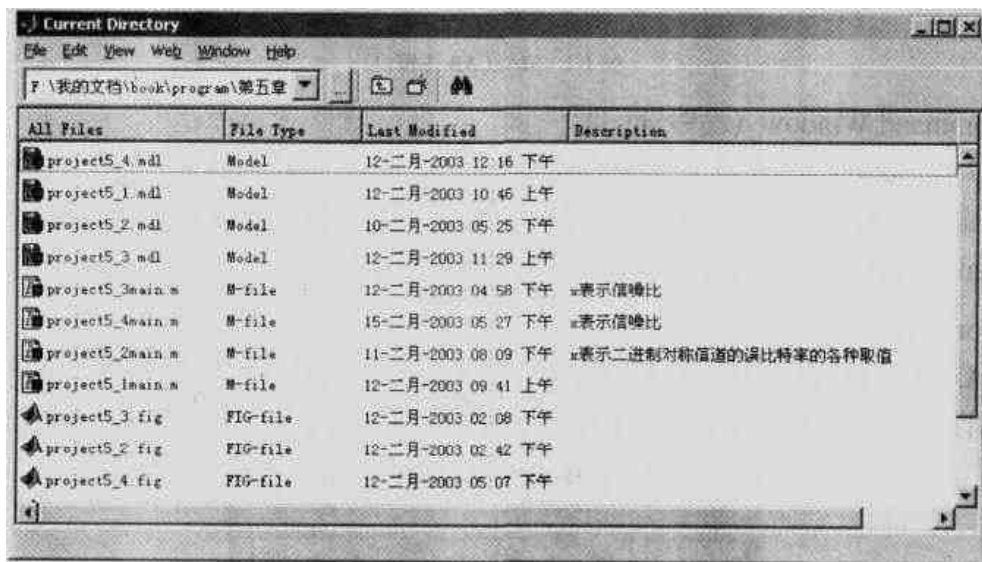 Current Directory
File Edit View Web Window Help
F:\我的文档\book\program\第五章 ...
All Files File Type Last Modified Description
project5_4.mdl Model 12-二月-2003 12:16 下午
project5_1.mdl Model 12-二月-2003 10:46 上午
project5_2.mdl Model 10-二月-2003 05:25 下午
project5_3.mdl Model 12-二月-2003 11:29 上午
project5_3main.m M-file 12-二月-2003 04:58 下午 x表示信噪比
project5_4main.m M-file 15-二月-2003 05:27 下午 x表示信噪比
project5_2main.m M-file 11-二月-2003 08:09 下午 x表示二进制对称信道的误比特率的各种取值
project5_1main.m M-file 12-二月-2003 09:41 上午
project5_3.fig FIG-file 12-二月-2003 02:08 下午
project5_2.fig FIG-file 12-二月-2003 02:42 下午
project5_4.fig FIG-file 12-二月-2003 05:07 下午